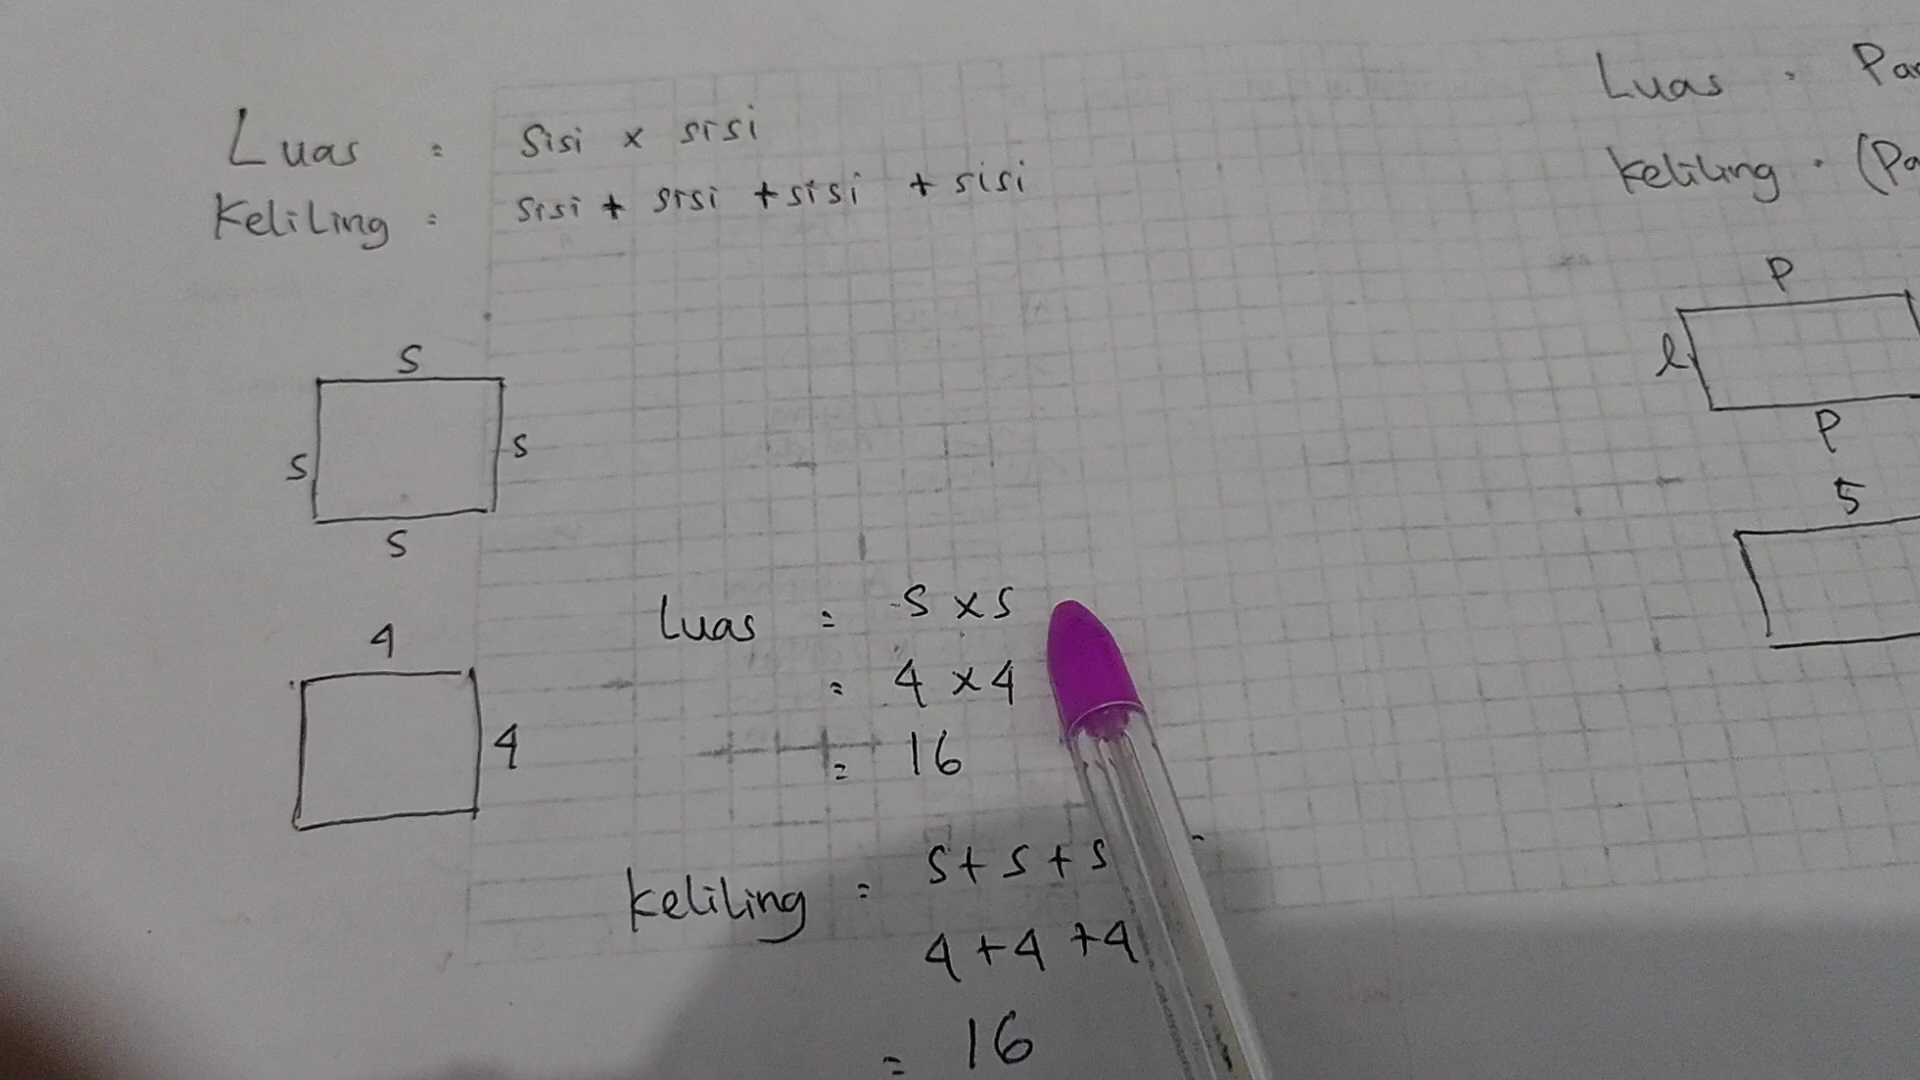 Luas = sisi x sisi
Keliling = sisi + sisi + sisi + sisi
s
s
s
s
4
4
Luas = s x s
= 4 x 4
= 16
Keliling = s + s + s
4 + 4 + 4
= 16
Luas
Keliling
P
l
P
5